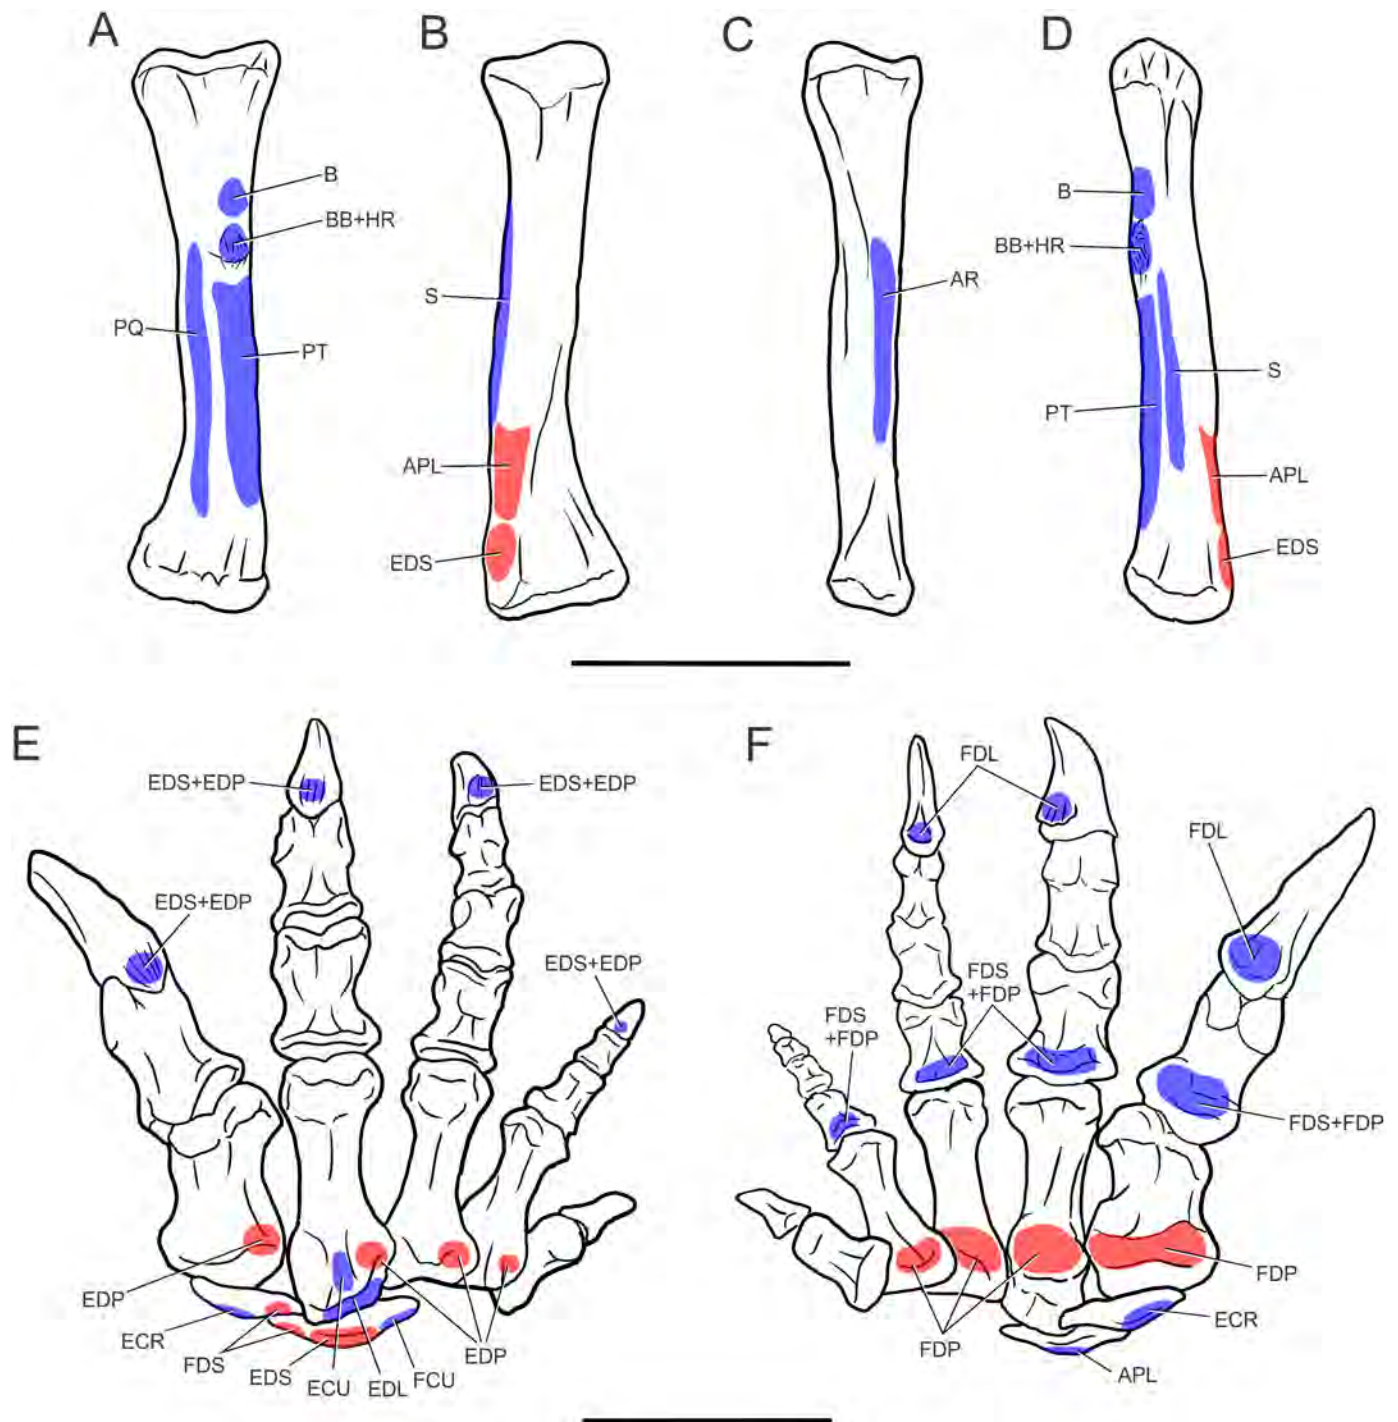 A
B
C
D
B
BB+HR
PQ
PT
S
APL
EDS
AR
B
BB+HR
S
PT
APL
EDS
E
F
EDS+EDP
EDS+EDP
EDS+EDP
EDS+EDP
EDP
ECR
FDS
EDS
ECU
EDL
FCU
EDP
FDL
FDL
FDS
+FDP
FDS
+FDP
FDS+FDP
FDP
FDP
ECR
APL